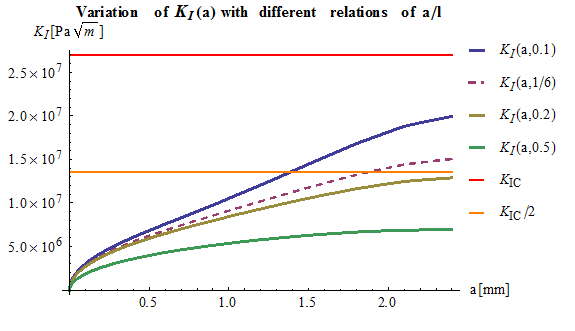 Variation of K_I(a) with different relations of a/l
K_I[Pa √m]
2.5×10^7
2.0×10^7
1.5×10^7
1.0×10^7
5.0×10^6
0.5 1.0 1.5 2.0
a[mm]
K_I(a,0.1)
K_I(a,1/6)
K_I(a,0.2)
K_I(a,0.5)
K_IC
K_IC/2